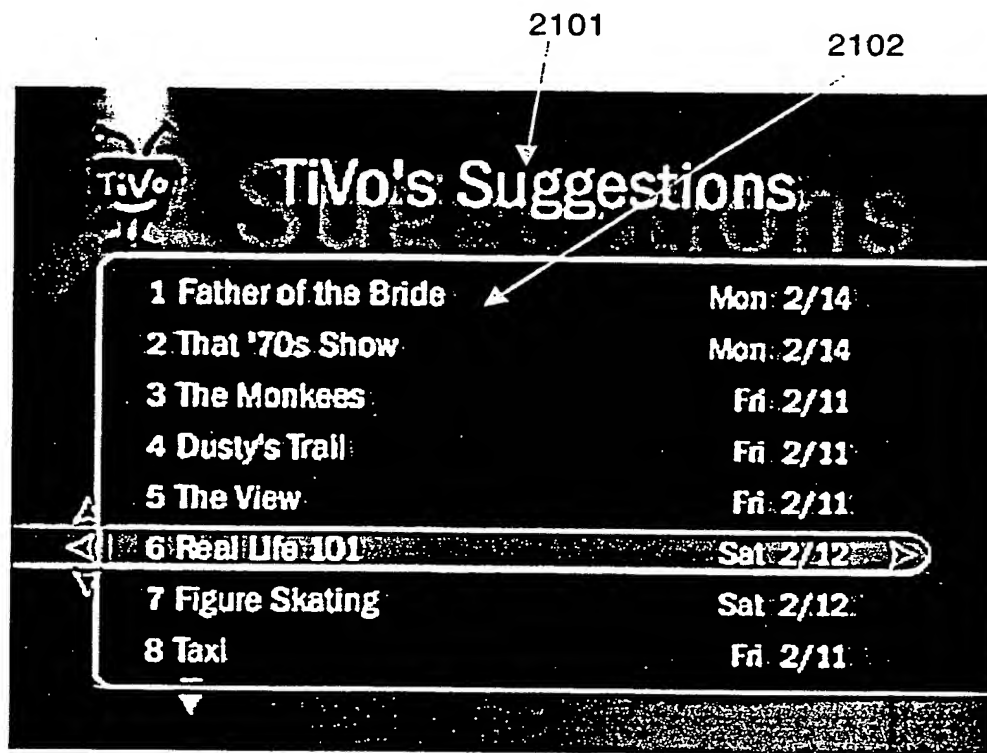 2101
2102
TiVo
TiVo's Suggestions
Suggestions
1 Father of the Bride Mon 2/14
2 That '70s Show Mon 2/14
3 The Monkees Fri 2/11
4 Dusty's Trail Fri 2/11
5 The View Fri 2/11
6 Real Life 101 Sat 2/12
7 Figure Skating Sat 2/12
8 Taxi Fri 2/11